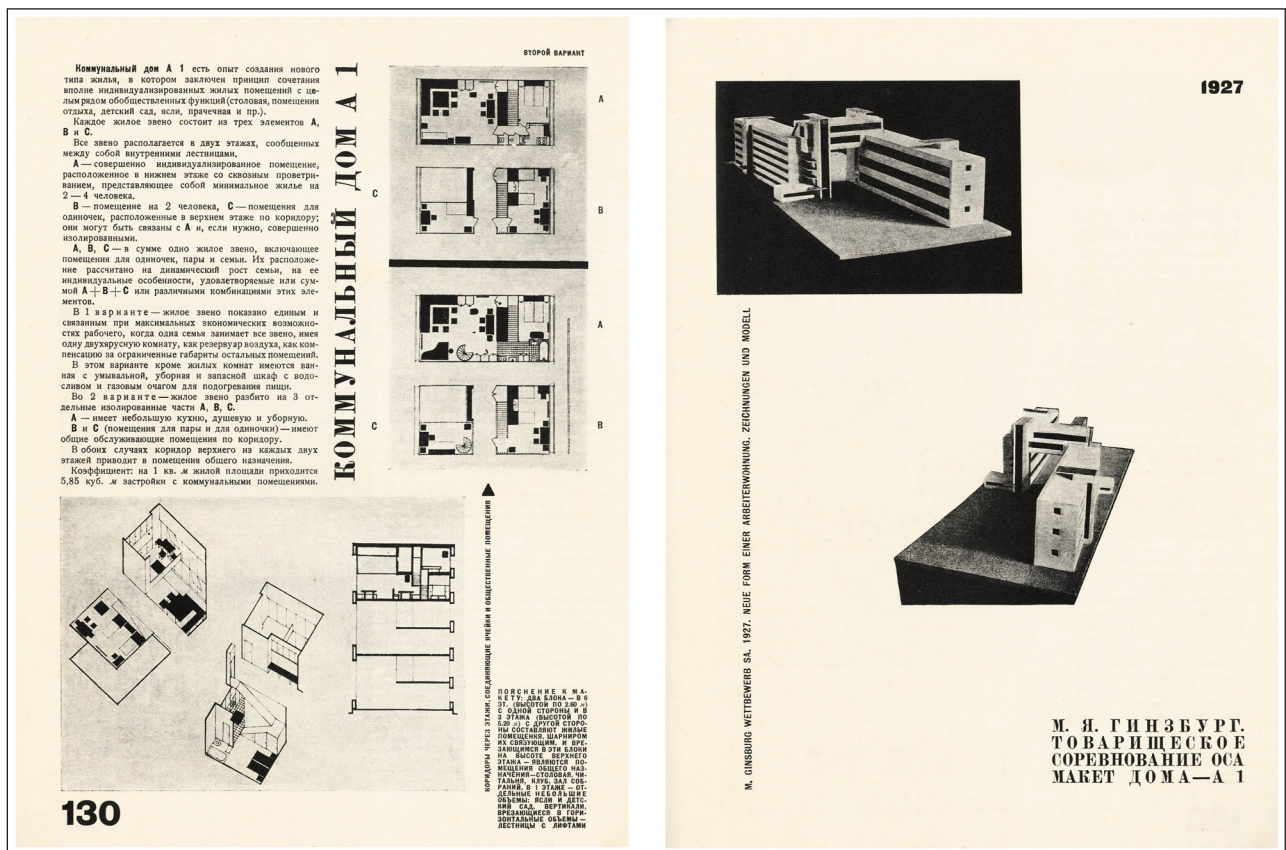 ВТОРОЙ ВАРИАНТ
Коммунальный дом А 1 есть опыт создания нового
типа жилья, в котором заключен принцип сочетания
вполне индивидуализированных жилых помещений с це-
лым рядом обобществленных функций (столовая, помещения
отдыха, детский сад, ясли, прачечная и пр.).
Каждое жилое звено состоит из трех элементов А,
В и С.
Все звено располагается в двух этажах, сообщенных
между собой внутренними лестницами.
А — совершенно индивидуализированное помещение,
расположенное в нижнем этаже со сквозным проветри-
ванием, представляющее собой минимальное жилье на
2 — 4 человека.
В — помещение на 2 человека, С — помещения для
одиночек, расположенные в верхнем этаже по коридору;
они могут быть связаны с А и, если нужно, совершенно
изолированными.
А, В, С — в сумме одно жилое звено, включающее
помещения для одиночек, пары и семьи. Их расположе-
ние рассчитано на динамический рост семьи, на ее
индивидуальные особенности, удовлетворяемые или сум-
мой А + В + С или различными комбинациями этих эле-
ментов.
В 1 варианте — жилое звено показано единым и
связанным при максимальных экономических возможно-
стях рабочего, когда одна семья занимает все звено, имея
одну двухярусную комнату, как резервуар воздуха, как ком-
пенсацию за ограниченные габариты остальных помещений.
В этом варианте кроме жилых комнат имеются ван-
ная с умывальной, уборная и запасной шкаф с водо-
сливом и газовым очагом для подогревания пищи.
Во 2 варианте — жилое звено разбито на 3 от-
дельные изолированные части А, В, С.
А — имеет небольшую кухню, душевую и уборную.
В и С (помещения для пары и для одиночки) — имеют
общие обслуживающие помещения по коридору.
В обоих случаях коридор верхнего из каждых двух
этажей приводит в помещения общего назначения.
Коэффициент: на 1 кв. м жилой площади приходится
5,85 куб. м застройки с коммунальными помещениями.
КОММУНАЛЬНЫЙ ДОМ А 1
А
С
В
А
С
В
КОРИДОРЫ ЧЕРЕЗ ЭТАЖИ, СОЕДИНЯЮЩИЕ ЯЧЕЙКИ И ОБЩЕСТВЕННЫЕ ПОМЕЩЕНИЯ
ПОЯСНЕНИЕ К МА-
КЕТУ: ДВА БЛОКА — В 6
ЭТ. (ВЫСОТОЙ ПО 2.60 м)
С ОДНОЙ СТОРОНЫ И В
3 ЭТАЖА (ВЫСОТОЙ ПО
5.20 м) С ДРУГОЙ СТОРО-
НЫ СОСТАВЛЯЮТ ЖИЛЫЕ
ПОМЕЩЕНИЯ. ШАРНИРОМ
ИХ СВЯЗУЮЩИМ, И ВРЕ-
ЗАЮЩИМСЯ В ЭТИ БЛОКИ
НА ВЫСОТЕ ВЕРХНЕГО
ЭТАЖА — ЯВЛЯЮТСЯ ПО-
МЕЩЕНИЯ ОБЩЕГО НАЗ-
НАЧЕНИЯ—СТОЛОВАЯ, ЧИ-
ТАЛЬНЯ, КЛУБ, ЗАЛ СОБ-
РАНИЙ. В 1 ЭТАЖЕ — ОТ-
ДЕЛЬНЫЕ НЕБОЛЬШИЕ
ОБЪЕМЫ: ЯСЛИ И ДЕТС-
КИЙ САД. ВЕРТИКАЛИ,
ВРЕЗАЮЩИЕСЯ В ГОРИ-
ЗОНТАЛЬНЫЕ ОБЪЕМЫ —
ЛЕСТНИЦЫ С ЛИФТАМИ
130
1927
M. GINSBURG WETTBEWERB SA. 1927. NEUE FORM EINER ARBEITERWOHNUNG. ZEICHNUNGEN UND MODELL
М. Я. ГИНЗБУРГ.
ТОВАРИЩЕСКОЕ
СОРЕВНОВАНИЕ ОСА
МАКЕТ ДОМА—А 1